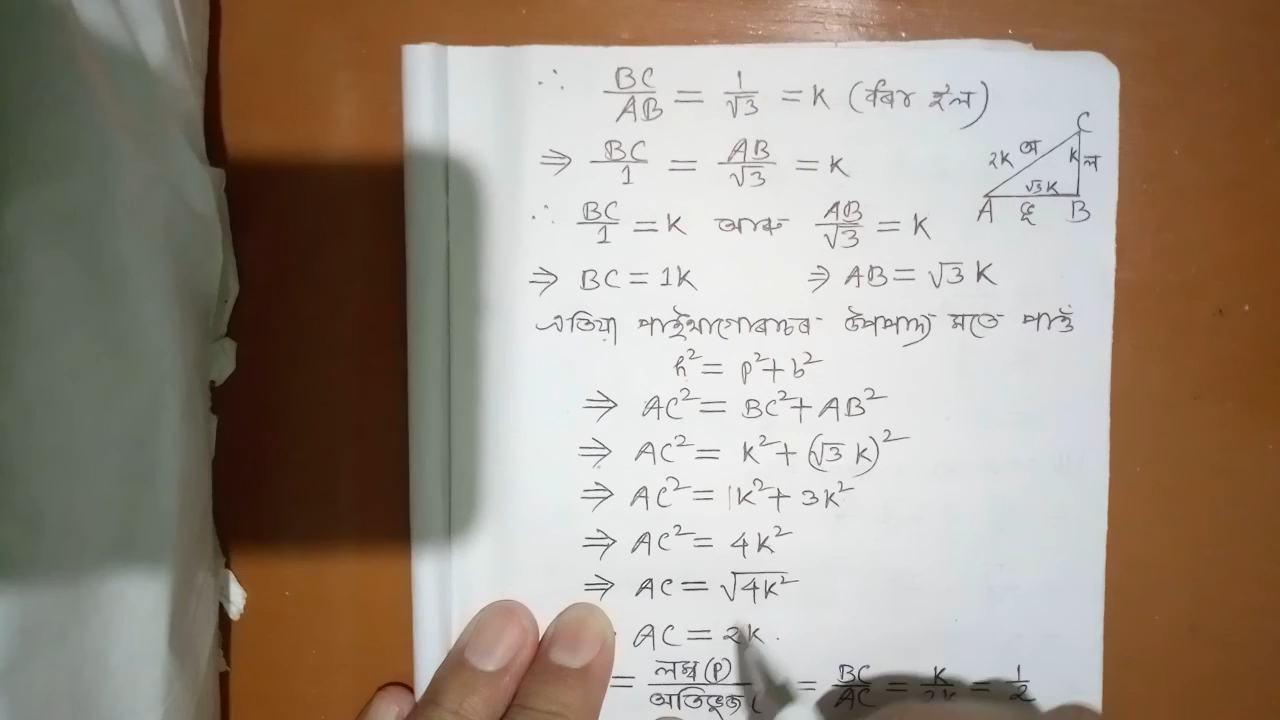 ∴ BC/AB = 1/√3 = K (ধৰি হ'ল)
⇒ BC/1 = AB/√3 = K
∴ BC/1 = K আৰু AB/√3 = K
⇒ BC = 1K ⇒ AB = √3 K
C
2K অ K ল
√3 K
A ভূ B
এতিয়া পাইথাগোৰাচৰ উপপাদ্য মতে পাওঁ
h² = p² + b²
⇒ AC² = BC² + AB²
⇒ AC² = K² + (√3 K)²
⇒ AC² = 1K² + 3K²
⇒ AC² = 4K²
⇒ AC = √4K²
AC = 2K.
= লম্ব (P)/অতিভূজ ( = BC/AC = K/2K = 1/2